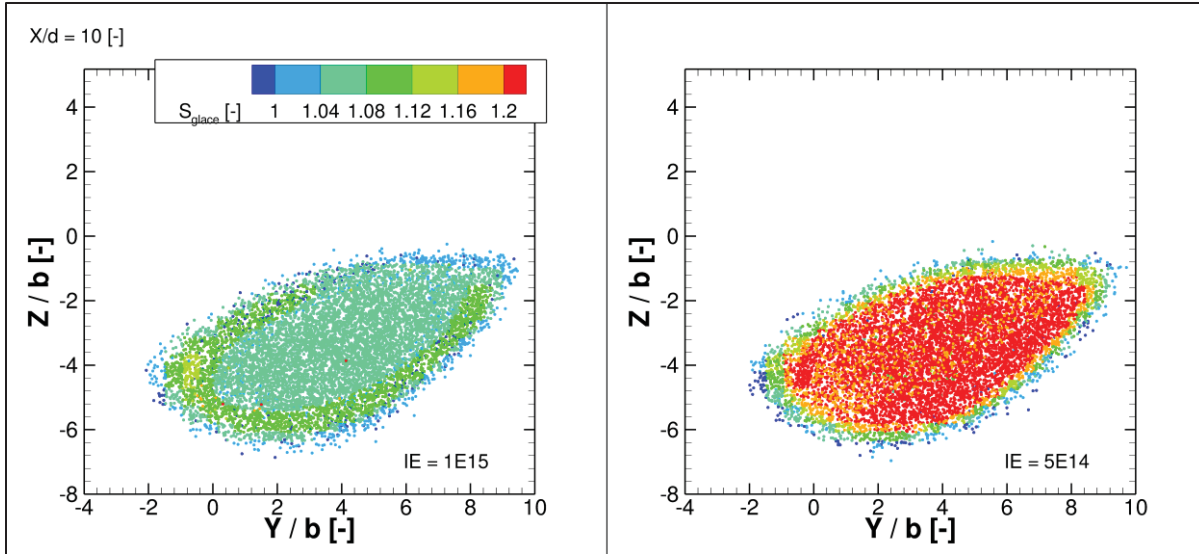 X/d = 10 [-]
S_glace [-] 1 1.04 1.08 1.12 1.16 1.2
4
2
0
-2
-4
-6
-8
Z / b [-]
IE = 1E15
-4 -2 0 2 4 6 8 10
Y / b [-]
4
2
0
-2
-4
-6
-8
Z / b [-]
IE = 5E14
-4 -2 0 2 4 6 8 10
Y / b [-]